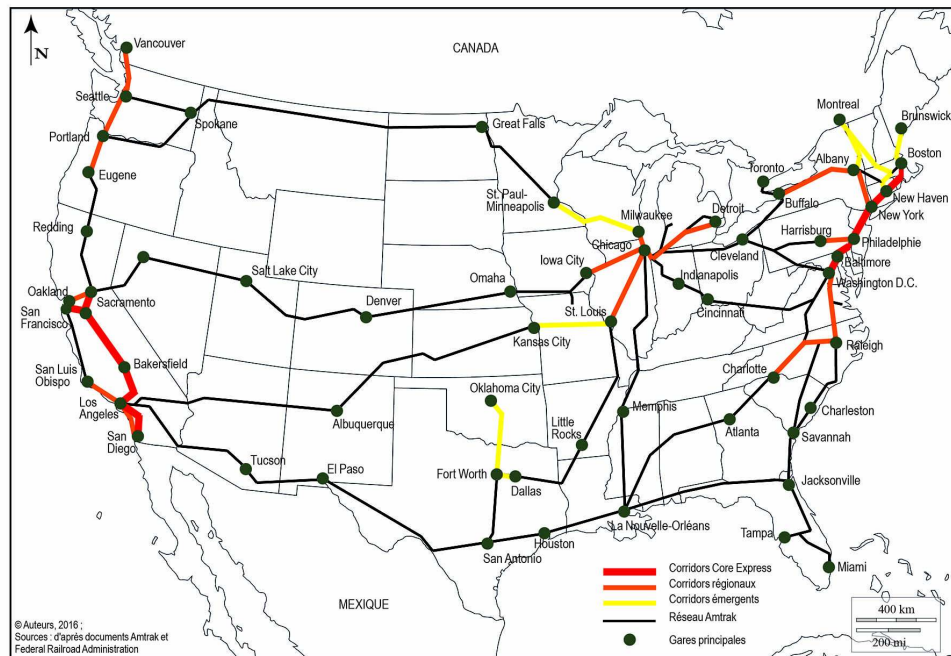 N
CANADA
Vancouver
Seattle
Spokane
Portland
Eugene
Redding
Great Falls
St. Paul-
Minneapolis
Milwaukee
Chicago
Detroit
Toronto
Buffalo
Albany
Montreal
Brunswick
Boston
New Haven
New York
Philadelphie
Harrisburg
Cleveland
Baltimore
Washington D.C.
Oakland
Sacramento
San
Francisco
Salt Lake City
Denver
Omaha
Iowa City
Indianapolis
Cincinnati
St. Louis
Kansas City
Bakersfield
San Luis
Obispo
Los
Angeles
San
Diego
Albuquerque
Oklahoma City
Little
Rocks
Memphis
Charlotte
Raleigh
Atlanta
Charleston
Savannah
Tucson
El Paso
Fort Worth
Dallas
San Antonio
Houston
La Nouvelle-Orléans
Jacksonville
Tampa
Miami
MEXIQUE
Corridors Core Express
Corridors régionaux
Corridors émergents
Réseau Amtrak
Gares principales
400 km
200 mi
© Auteurs, 2016 ;
Sources : d'après documents Amtrak et
Federal Railroad Administration